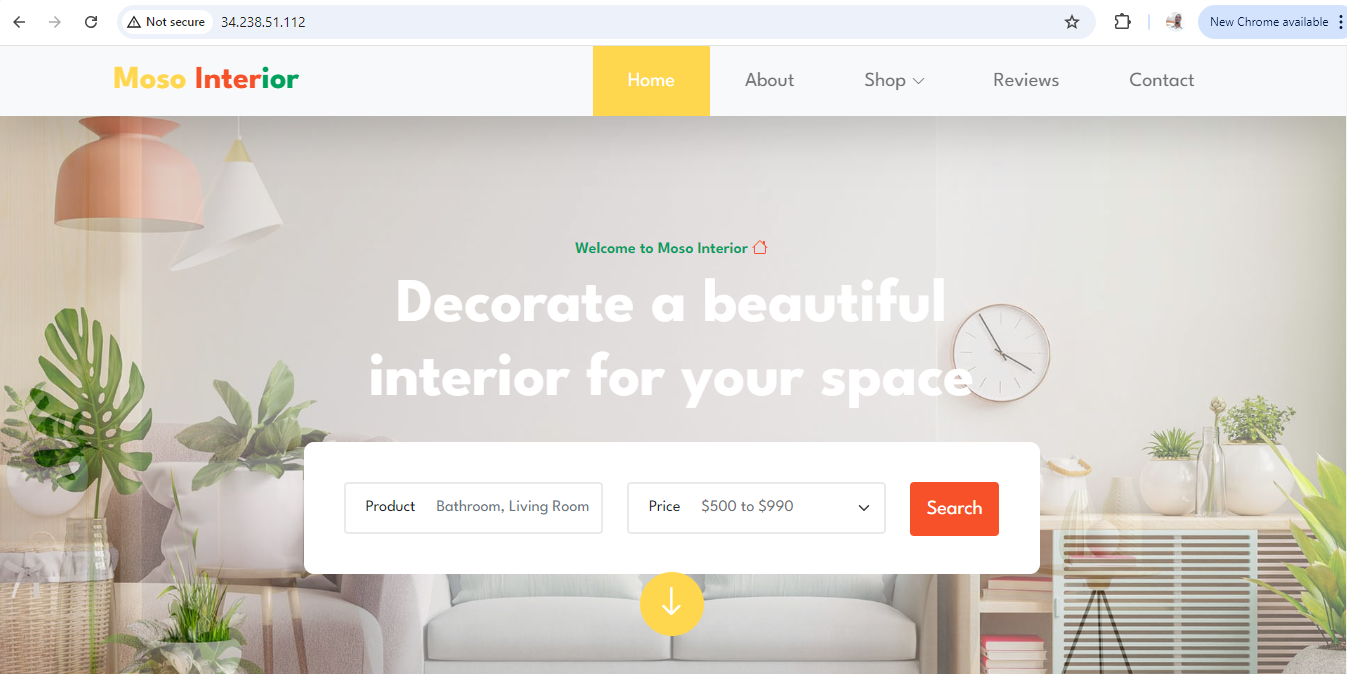 Not secure 34.238.51.112 New Chrome available
Moso Interior Home About Shop Reviews Contact
Welcome to Moso Interior
Decorate a beautiful
interior for your space
Product Bathroom, Living Room Price $500 to $990 Search